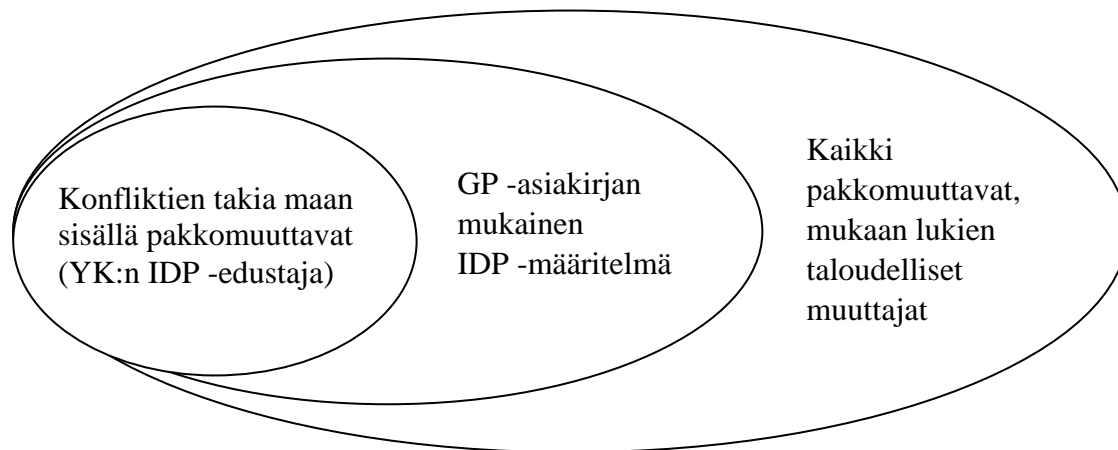 Konfliktien takia maan
sisällä pakkomuuttavat
(YK:n IDP -edustaja)
GP -asiakirjan
mukainen
IDP -määritelmä
Kaikki
pakkomuuttavat,
mukaan lukien
taloudelliset
muuttajat